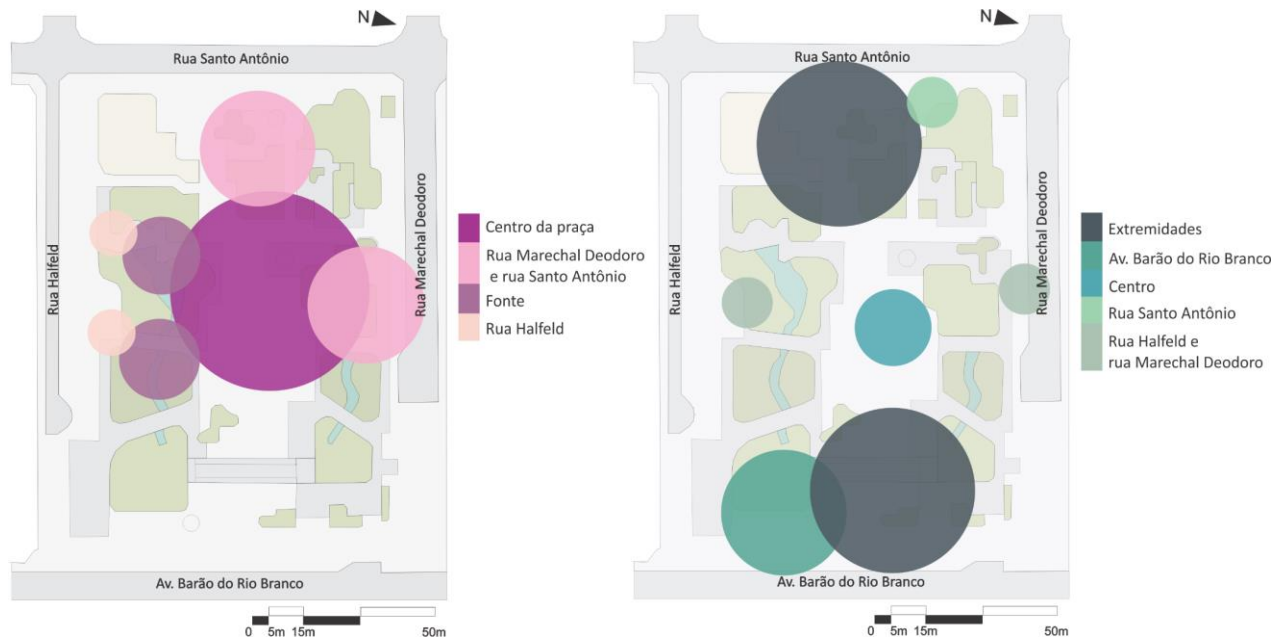 N
Rua Santo Antônio
Rua Halfeld
Rua Marechal Deodoro
Av. Barão do Rio Branco
0 5m 15m 50m
Centro da praça
Rua Marechal Deodoro
e rua Santo Antônio
Fonte
Rua Halfeld
N
Rua Santo Antônio
Rua Halfeld
Rua Marechal Deodoro
Av. Barão do Rio Branco
0 5m 15m 50m
Extremidades
Av. Barão do Rio Branco
Centro
Rua Santo Antônio
Rua Halfeld e
rua Marechal Deodoro